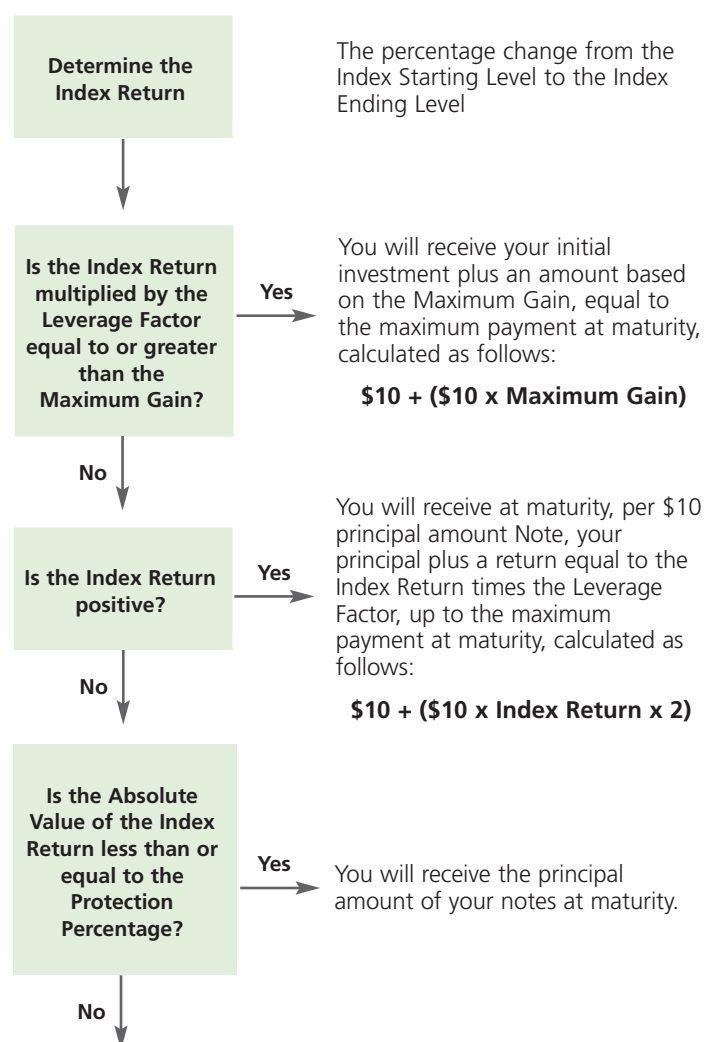 Determine the
Index Return
The percentage change from the
Index Starting Level to the Index
Ending Level
Is the Index Return
multiplied by the
Leverage Factor
equal to or greater
than the
Maximum Gain?
Yes
You will receive your initial
investment plus an amount based
on the Maximum Gain, equal to
the maximum payment at maturity,
calculated as follows:
$10 + ($10 x Maximum Gain)
No
Is the Index Return
positive?
Yes
You will receive at maturity, per $10
principal amount Note, your
principal plus a return equal to the
Index Return times the Leverage
Factor, up to the maximum
payment at maturity, calculated as
follows:
$10 + ($10 x Index Return x 2)
No
Is the Absolute
Value of the Index
Return less than or
equal to the
Protection
Percentage?
Yes
You will receive the principal
amount of your notes at maturity.
No